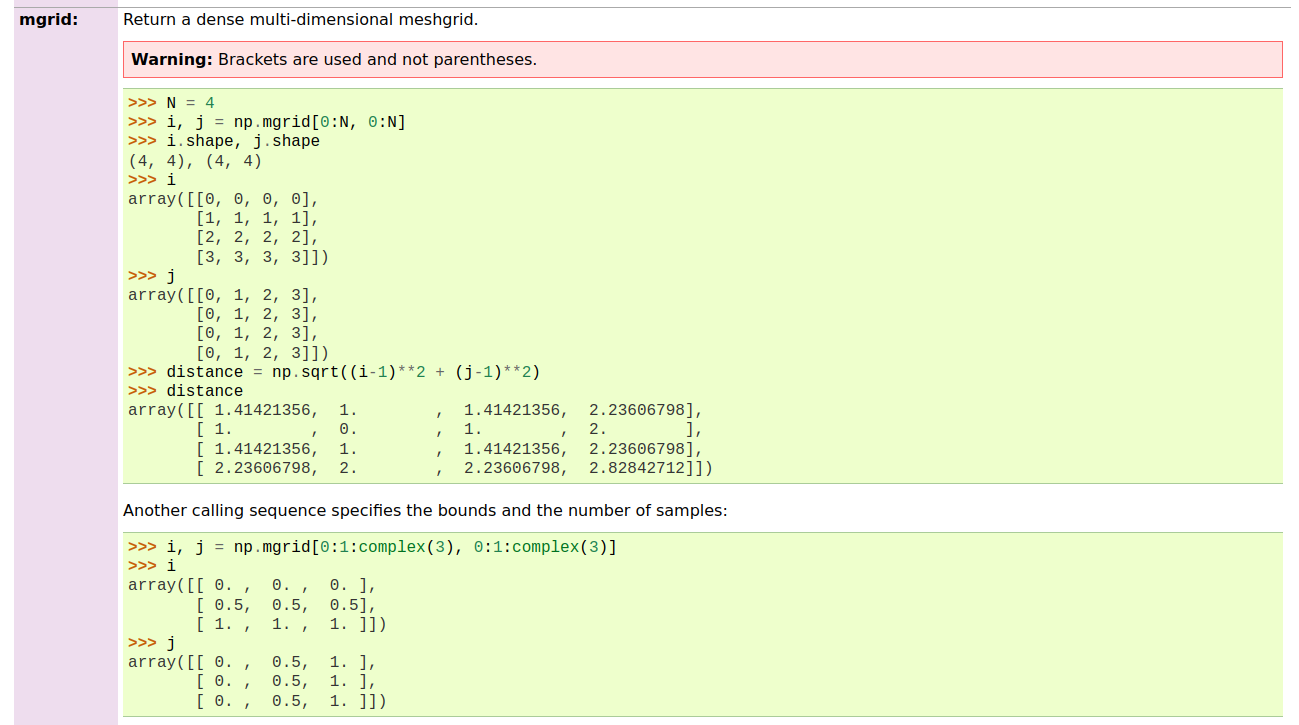 mgrid: Return a dense multi-dimensional meshgrid.
Warning: Brackets are used and not parentheses.
>>> N = 4
>>> i, j = np.mgrid[0:N, 0:N]
>>> i.shape, j.shape
(4, 4), (4, 4)
>>> i
array([[0, 0, 0, 0],
       [1, 1, 1, 1],
       [2, 2, 2, 2],
       [3, 3, 3, 3]])
>>> j
array([[0, 1, 2, 3],
       [0, 1, 2, 3],
       [0, 1, 2, 3],
       [0, 1, 2, 3]])
>>> distance = np.sqrt((i-1)**2 + (j-1)**2)
>>> distance
array([[ 1.41421356,  1.        ,  1.41421356,  2.23606798],
       [ 1.        ,  0.        ,  1.        ,  2.        ],
       [ 1.41421356,  1.        ,  1.41421356,  2.23606798],
       [ 2.23606798,  2.        ,  2.23606798,  2.82842712]])
Another calling sequence specifies the bounds and the number of samples:
>>> i, j = np.mgrid[0:1:complex(3), 0:1:complex(3)]
>>> i
array([[ 0. ,  0. ,  0. ],
       [ 0.5,  0.5,  0.5],
       [ 1. ,  1. ,  1. ]])
>>> j
array([[ 0. ,  0.5,  1. ],
       [ 0. ,  0.5,  1. ],
       [ 0. ,  0.5,  1. ]])